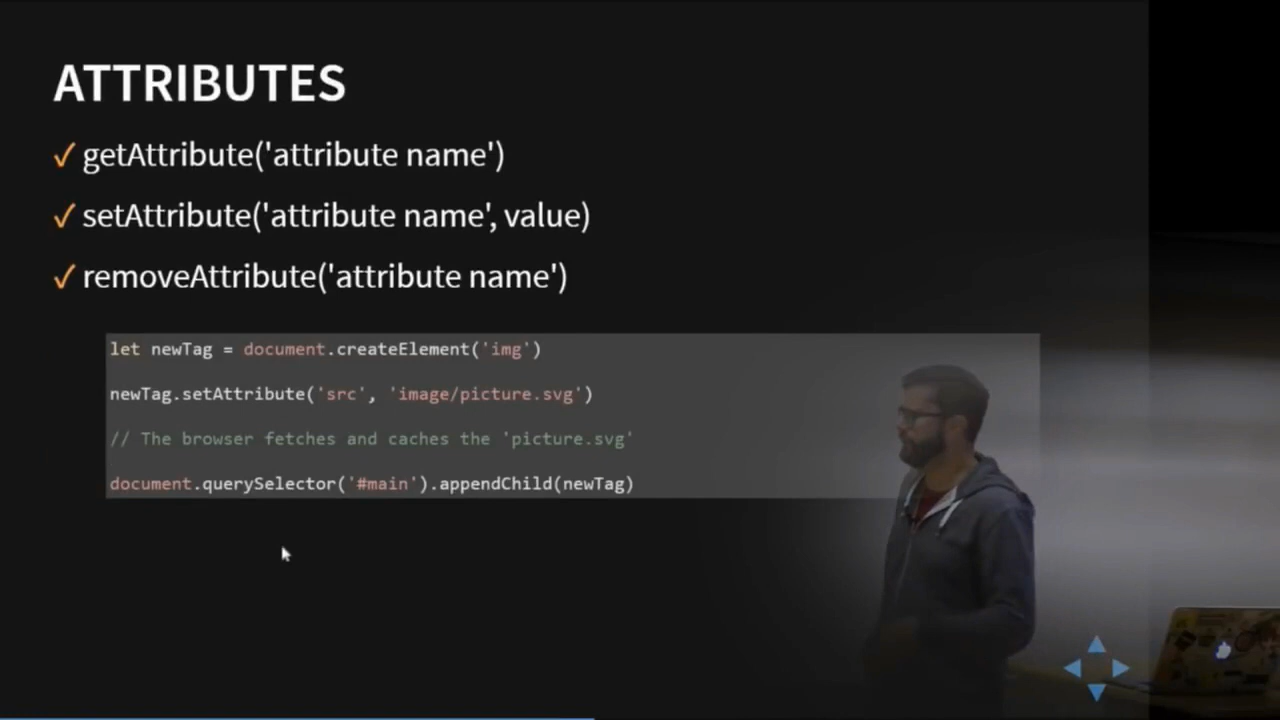 ATTRIBUTES
✓ getAttribute('attribute name')
✓ setAttribute('attribute name', value)
✓ removeAttribute('attribute name')
let newTag = document.createElement('img')
newTag.setAttribute('src', 'image/picture.svg')
// The browser fetches and caches the 'picture.svg'
document.querySelector('#main').appendChild(newTag)